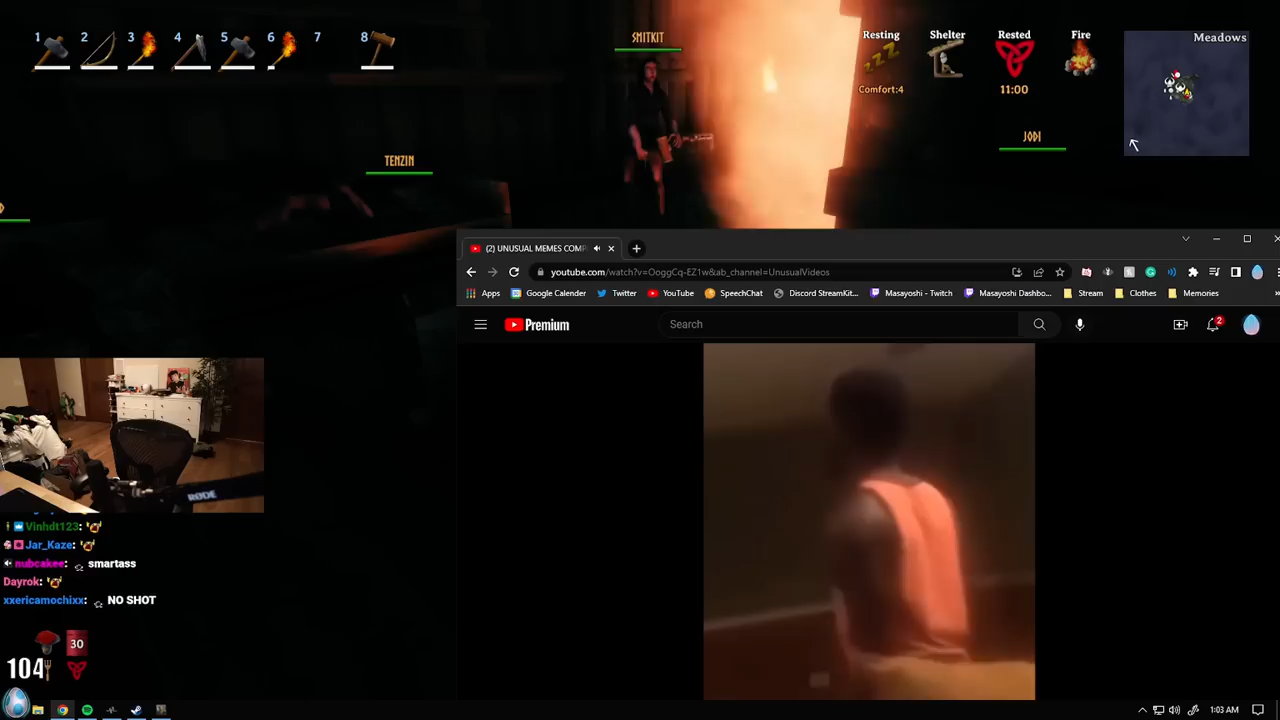 1 2 3 4 5 6 7 8
SMITKIT
Resting Shelter Rested Fire
Comfort:4
11:00
Meadows
JODI
TENZIN
(2) UNUSUAL MEMES COMP
youtube.com/watch?v=OoggCq-EZ1w&ab_channel=UnusualVideos
Apps Google Calender Twitter YouTube SpeechChat Discord StreamKit... Masayoshi - Twitch Masayoshi Dashbo... Stream Clothes Memories
Premium
Search
2
RØDE
Vinhdt123:
Jar_Kaze:
nubcakee: smartass
Dayrok:
xxericamochixx: NO SHOT
30
104
1:03 AM